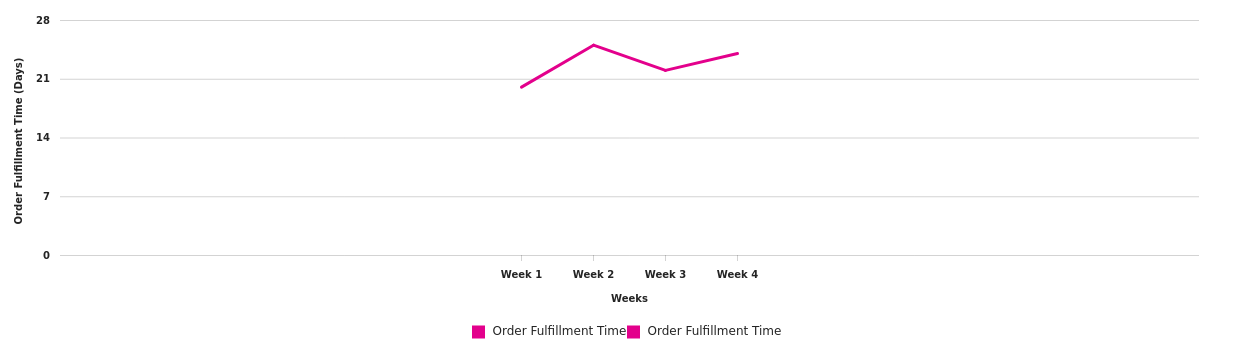 Order Fulfillment Time (Days)
28
21
14
7
0
Week 1 Week 2 Week 3 Week 4
Weeks
Order Fulfillment Time Order Fulfillment Time